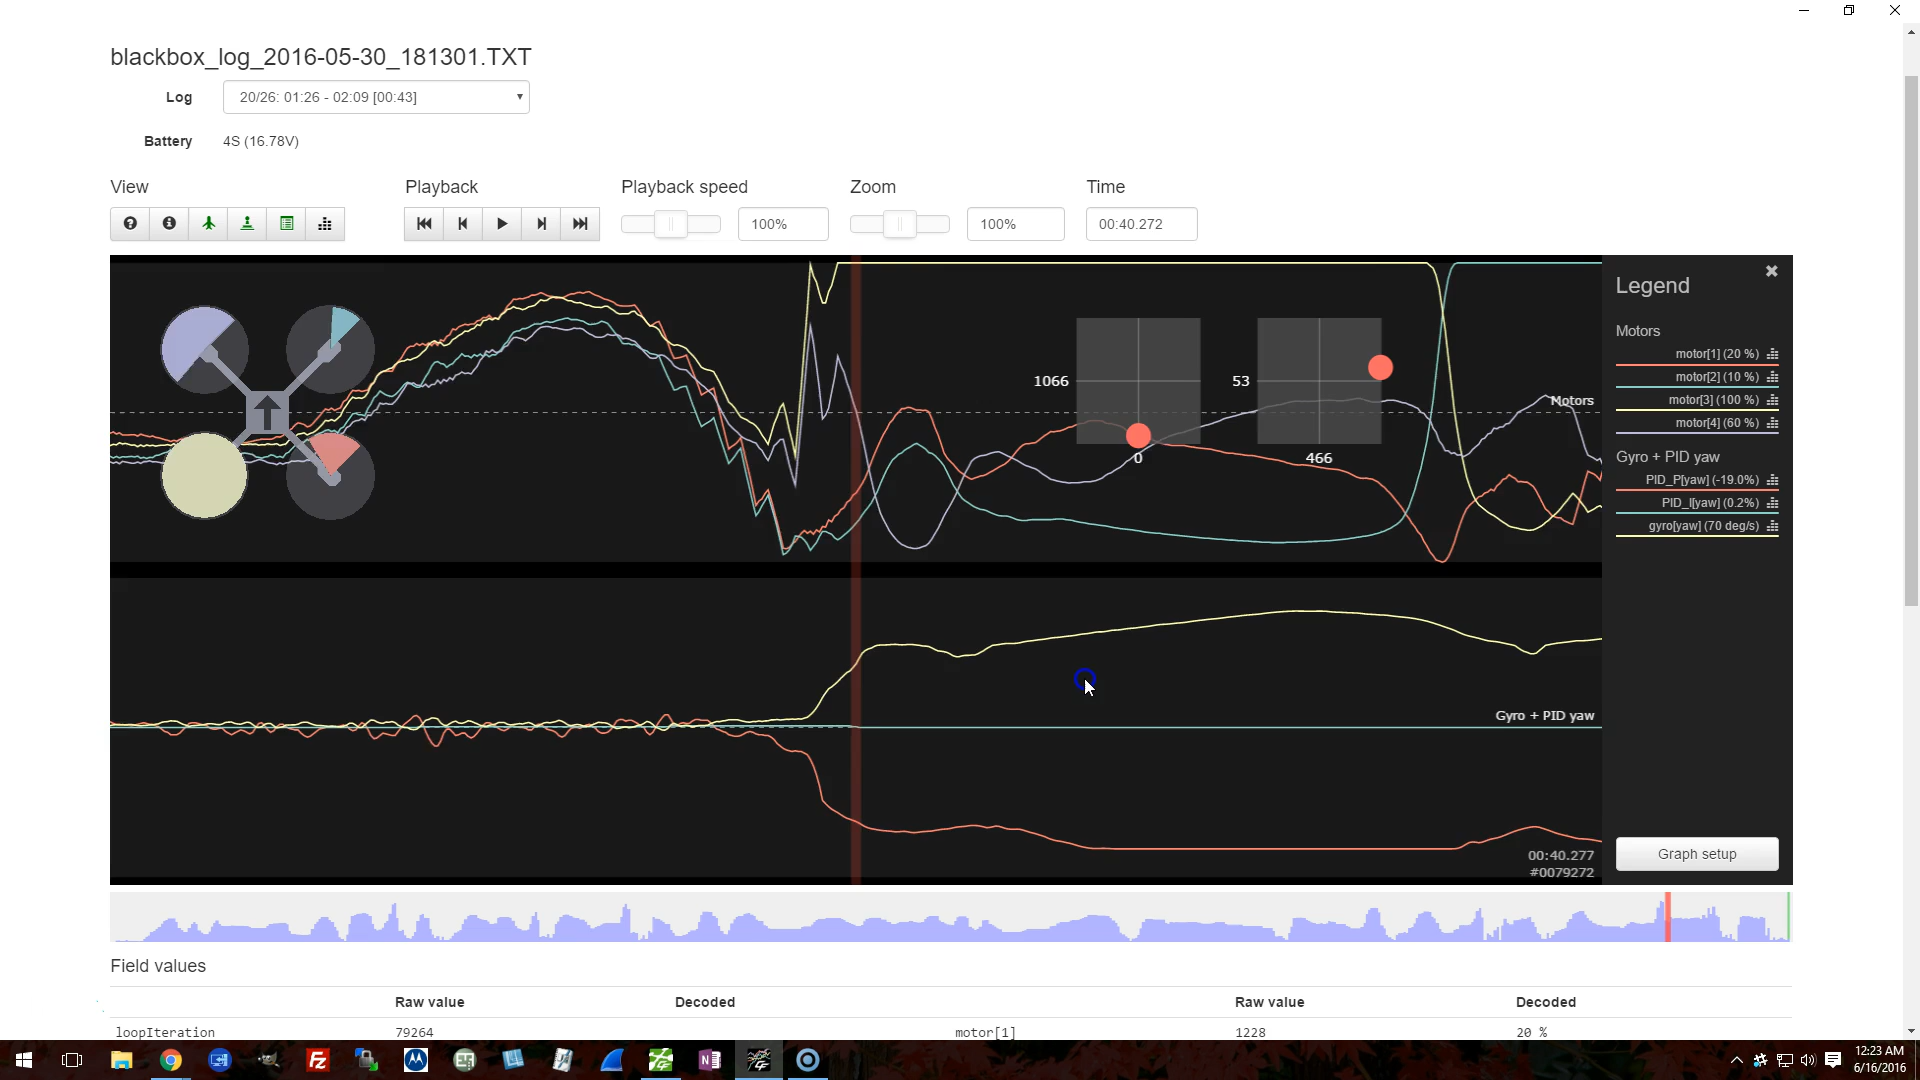 blackbox_log_2016-05-30_181301.TXT
Log 20/26: 01:26 - 02:09 [00:43]
Battery 4S (16.78V)
View Playback Playback speed Zoom Time
100% 100% 00:40.272
Legend
Motors
motor[1] (20 %)
motor[2] (10 %)
motor[3] (100 %)
motor[4] (60 %)
Gyro + PID yaw
PID_P[yaw] (-19.0%)
PID_I[yaw] (0.2%)
gyro[yaw] (70 deg/s)
1066 53
0 466
Motors
Gyro + PID yaw
00:40.277
#0079272
Graph setup
Field values
Raw value Decoded Raw value Decoded
loopIteration 79264 motor[1] 1228 20 %
12:23 AM
6/16/2016